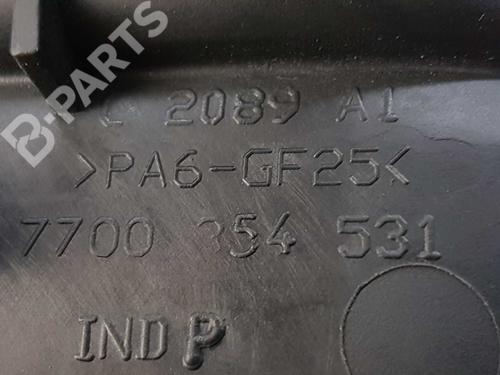 B-PARTS
2089 A1
>PA6-GF25<
7700 354 531
IND P